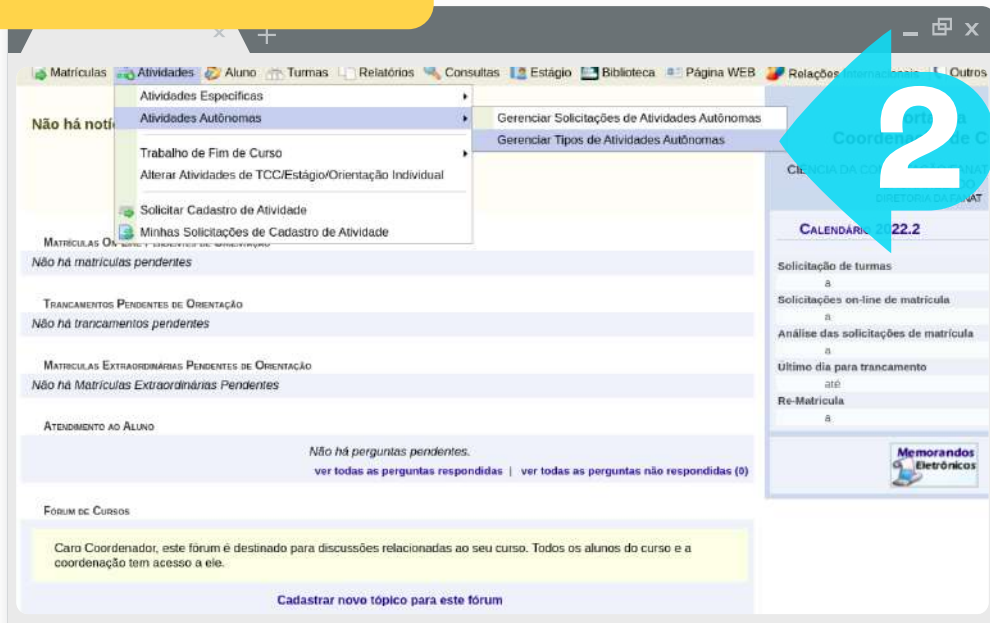 Matrículas Atividades Aluno Turmas Relatórios Consultas Estágio Biblioteca Página WEB Relações Internacionais Outros
Atividades Específicas
Atividades Autônomas
Gerenciar Solicitações de Atividades Autônomas
Gerenciar Tipos de Atividades Autônomas
Trabalho de Fim de Curso
Alterar Atividades de TCC/Estágio/Orientação Individual
Solicitar Cadastro de Atividade
Minhas Solicitações de Cadastro de Atividade
2
Não há notí
CALENDÁRIO 2022.2
Solicitação de turmas
a
Solicitações on-line de matrícula
a
Análise das solicitações de matrícula
a
Último dia para trancamento
até
Re-Matricula
a
Memorandos
Eletrônicos
Não há matrículas pendentes
TRANCAMENTOS PENDENTES DE ORIENTAÇÃO
Não há trancamentos pendentes
MATRICULAS EXTRAORDINÁRIAS PENDENTES DE ORIENTAÇÃO
Não há Matrículas Extraordinárias Pendentes
ATENDIMENTO AO ALUNO
Não há perguntas pendentes.
ver todas as perguntas respondidas | ver todas as perguntas não respondidas (0)
FÓRUM DE CURSOS
Caro Coordenador, este fórum é destinado para discussões relacionadas ao seu curso. Todos os alunos do curso e a
coordenação tem acesso a ele.
Cadastrar novo tópico para este fórum